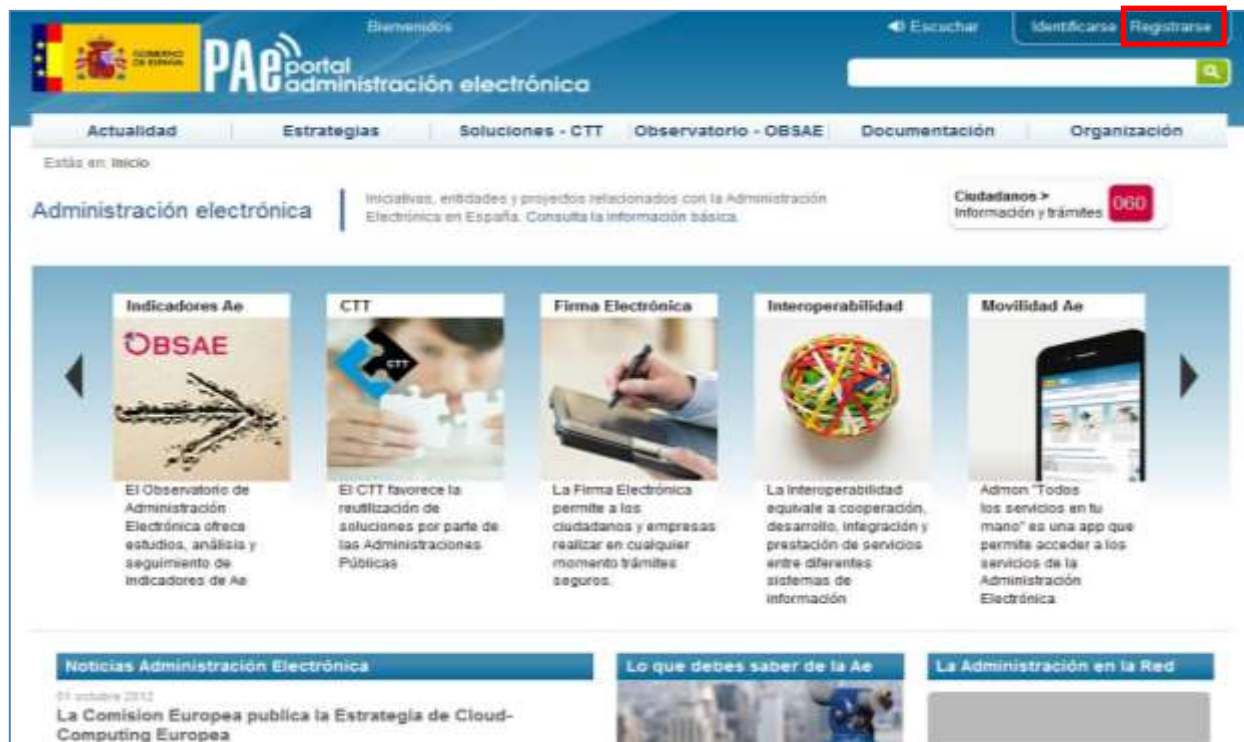 Bienvenidos
Escuchar
Identificarse Registrarse
GOBIERNO
DE ESPAÑA
PAe portal
administración electrónica
Actualidad Estrategias Soluciones - CTT Observatorio - OBSAE Documentación Organización
Estás en: Inicio
Administración electrónica
Iniciativas, entidades y proyectos relacionados con la Administración
Electrónica en España. Consulta la información básica.
Ciudadanos >
Información y trámites
060
Indicadores Ae
OBSAE
El Observatorio de
Administración
Electrónica ofrece
estudios, análisis y
seguimiento de
indicadores de Ae
CTT
CTT
El CTT favorece la
reutilización de
soluciones por parte de
las Administraciones
Públicas
Firma Electrónica
La Firma Electrónica
permite a los
ciudadanos y empresas
realizar en cualquier
momento trámites
seguros.
Interoperabilidad
La Interoperabilidad
equivale a cooperación,
desarrollo, integración y
prestación de servicios
entre diferentes
sistemas de
información
Movilidad Ae
Admon "Todos
los servicios en tu
mano" es una app que
permite acceder a los
servicios de la
Administración
Electrónica.
Noticias Administración Electrónica
01 octubre 2012
La Comision Europea publica la Estrategia de Cloud-
Computing Europea
Lo que debes saber de la Ae
La Administración en la Red